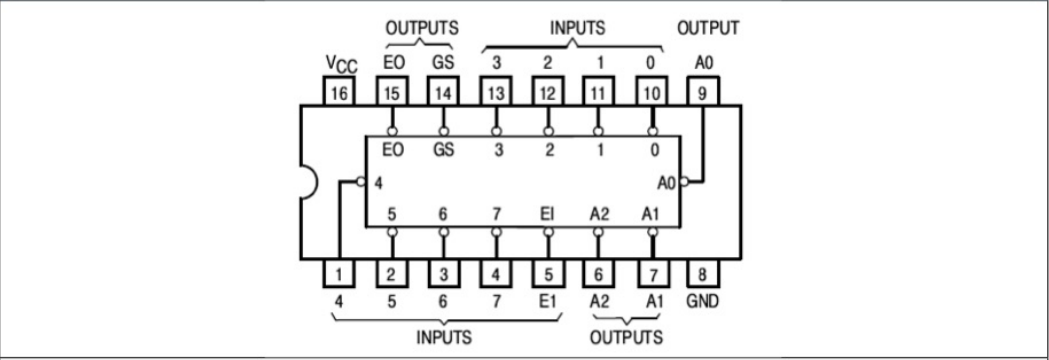 OUTPUTS INPUTS OUTPUT
VCC EO GS 3 2 1 0 A0
16 15 14 13 12 11 10 9
EO GS 3 2 1 0
4 A0
5 6 7 EI A2 A1
1 2 3 4 5 6 7 8
4 5 6 7 E1 A2 A1 GND
INPUTS OUTPUTS